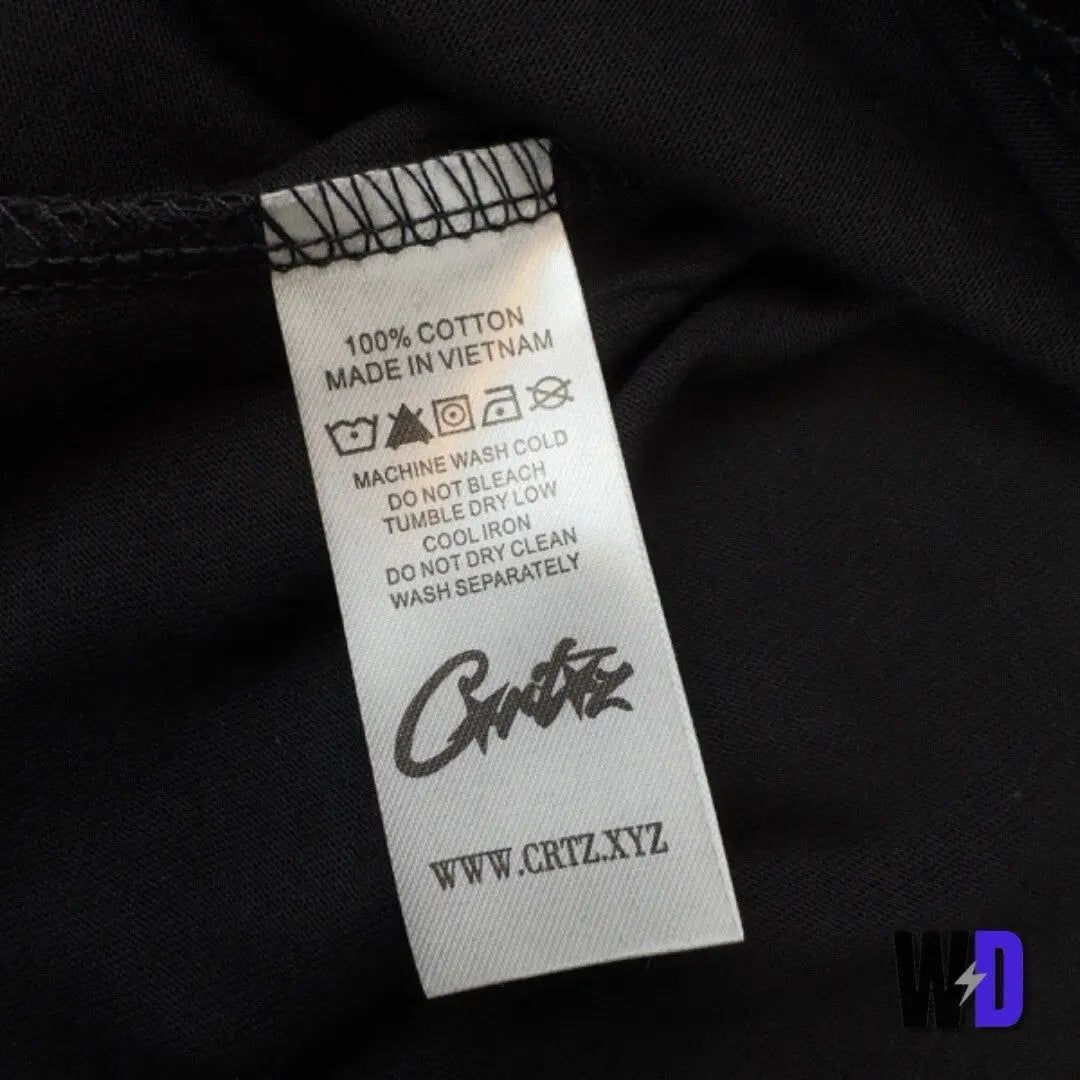 100% COTTON
MADE IN VIETNAM
MACHINE WASH COLD
DO NOT BLEACH
TUMBLE DRY LOW
COOL IRON
DO NOT DRY CLEAN
WASH SEPARATELY
Crtz
WWW.CRTZ.XYZ
WD